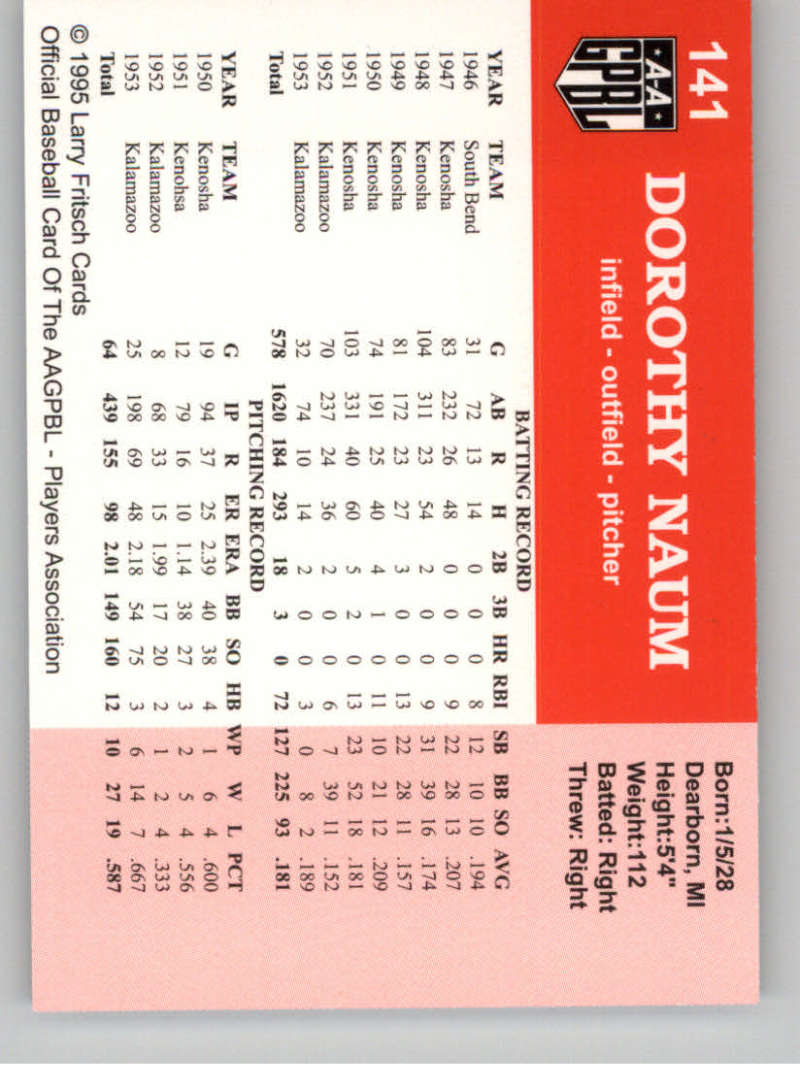 141
A-A
GPBL
DOROTHY NAUM
infield - outfield - pitcher
Born:1/5/28
Dearborn, MI
Height:5'4"
Weight:112
Batted: Right
Threw: Right
BATTING RECORD
YEAR TEAM G AB R H 2B 3B HR RBI SB BB SO AVG
1946 South Bend 31 72 13 14 0 0 0 8 12 10 10 .194
1947 Kenosha 83 232 26 48 0 0 0 9 22 28 13 .207
1948 Kenosha 104 311 23 54 2 0 0 9 31 39 16 .174
1949 Kenosha 81 172 23 27 3 0 0 13 22 28 11 .157
1950 Kenosha 74 191 25 40 4 1 0 11 10 21 12 .209
1951 Kenosha 103 331 40 60 5 2 0 13 23 52 18 .181
1952 Kalamazoo 70 237 24 36 2 0 0 6 7 39 11 .152
1953 Kalamazoo 32 74 10 14 2 0 0 3 0 8 2 .189
Total 578 1620 184 293 18 3 0 72 127 225 93 .181
PITCHING RECORD
YEAR TEAM G IP R ER ERA BB SO HB WP W L PCT
1950 Kenosha 19 94 37 25 2.39 40 38 4 1 6 4 .600
1951 Kenohsa 12 79 16 10 1.14 38 27 3 2 5 4 .556
1952 Kalamazoo 8 68 33 15 1.99 17 20 2 1 2 4 .333
1953 Kalamazoo 25 198 69 48 2.18 54 75 3 6 14 7 .667
Total 64 439 155 98 2.01 149 160 12 10 27 19 .587
© 1995 Larry Fritsch Cards
Official Baseball Card Of The AAGPBL - Players Association